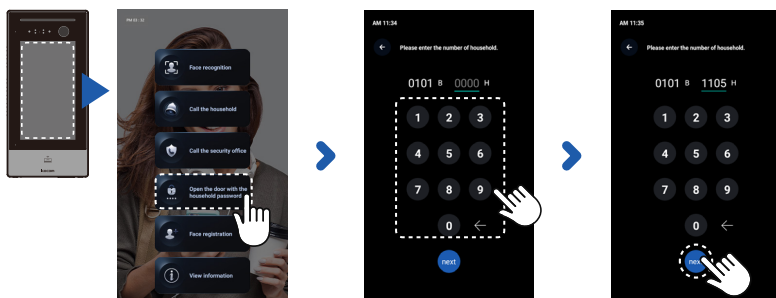 PM 03 : 25
Face recognition
Call the household
Call the security office
Open the door with the
household password
Face registration
View information
AM 11:34
Please enter the number of household.
0101 B 0000 H
1 2 3
4 5 6
7 8 9
0
next
AM 11:35
Please enter the number of household.
0101 B 1105 H
1 2 3
4 5 6
7 8 9
0
nex